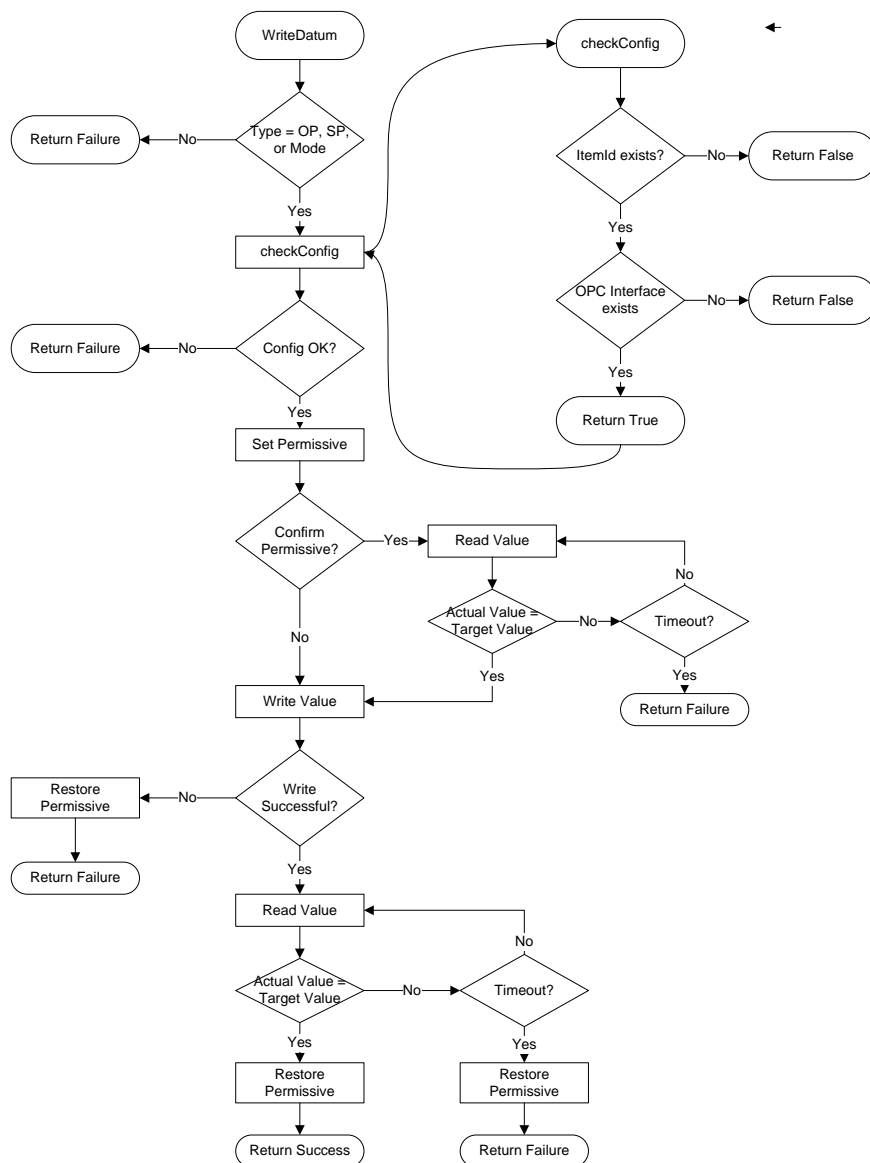 WriteDatum
checkConfig
Type = OP, SP,
or Mode
No
Return Failure
Yes
ItemId exists?
No
Return False
Yes
checkConfig
OPC Interface
exists
No
Return False
Yes
Config OK?
No
Return Failure
Yes
Return True
Set Permissive
Confirm
Permissive?
Yes
Read Value
No
No
Actual Value =
Target Value
No
Timeout?
Yes
Yes
Write Value
Return Failure
Write
Successful?
No
Restore
Permissive
Return Failure
Yes
Read Value
No
Actual Value =
Target Value
No
Timeout?
Yes
Yes
Restore
Permissive
Restore
Permissive
Return Success
Return Failure